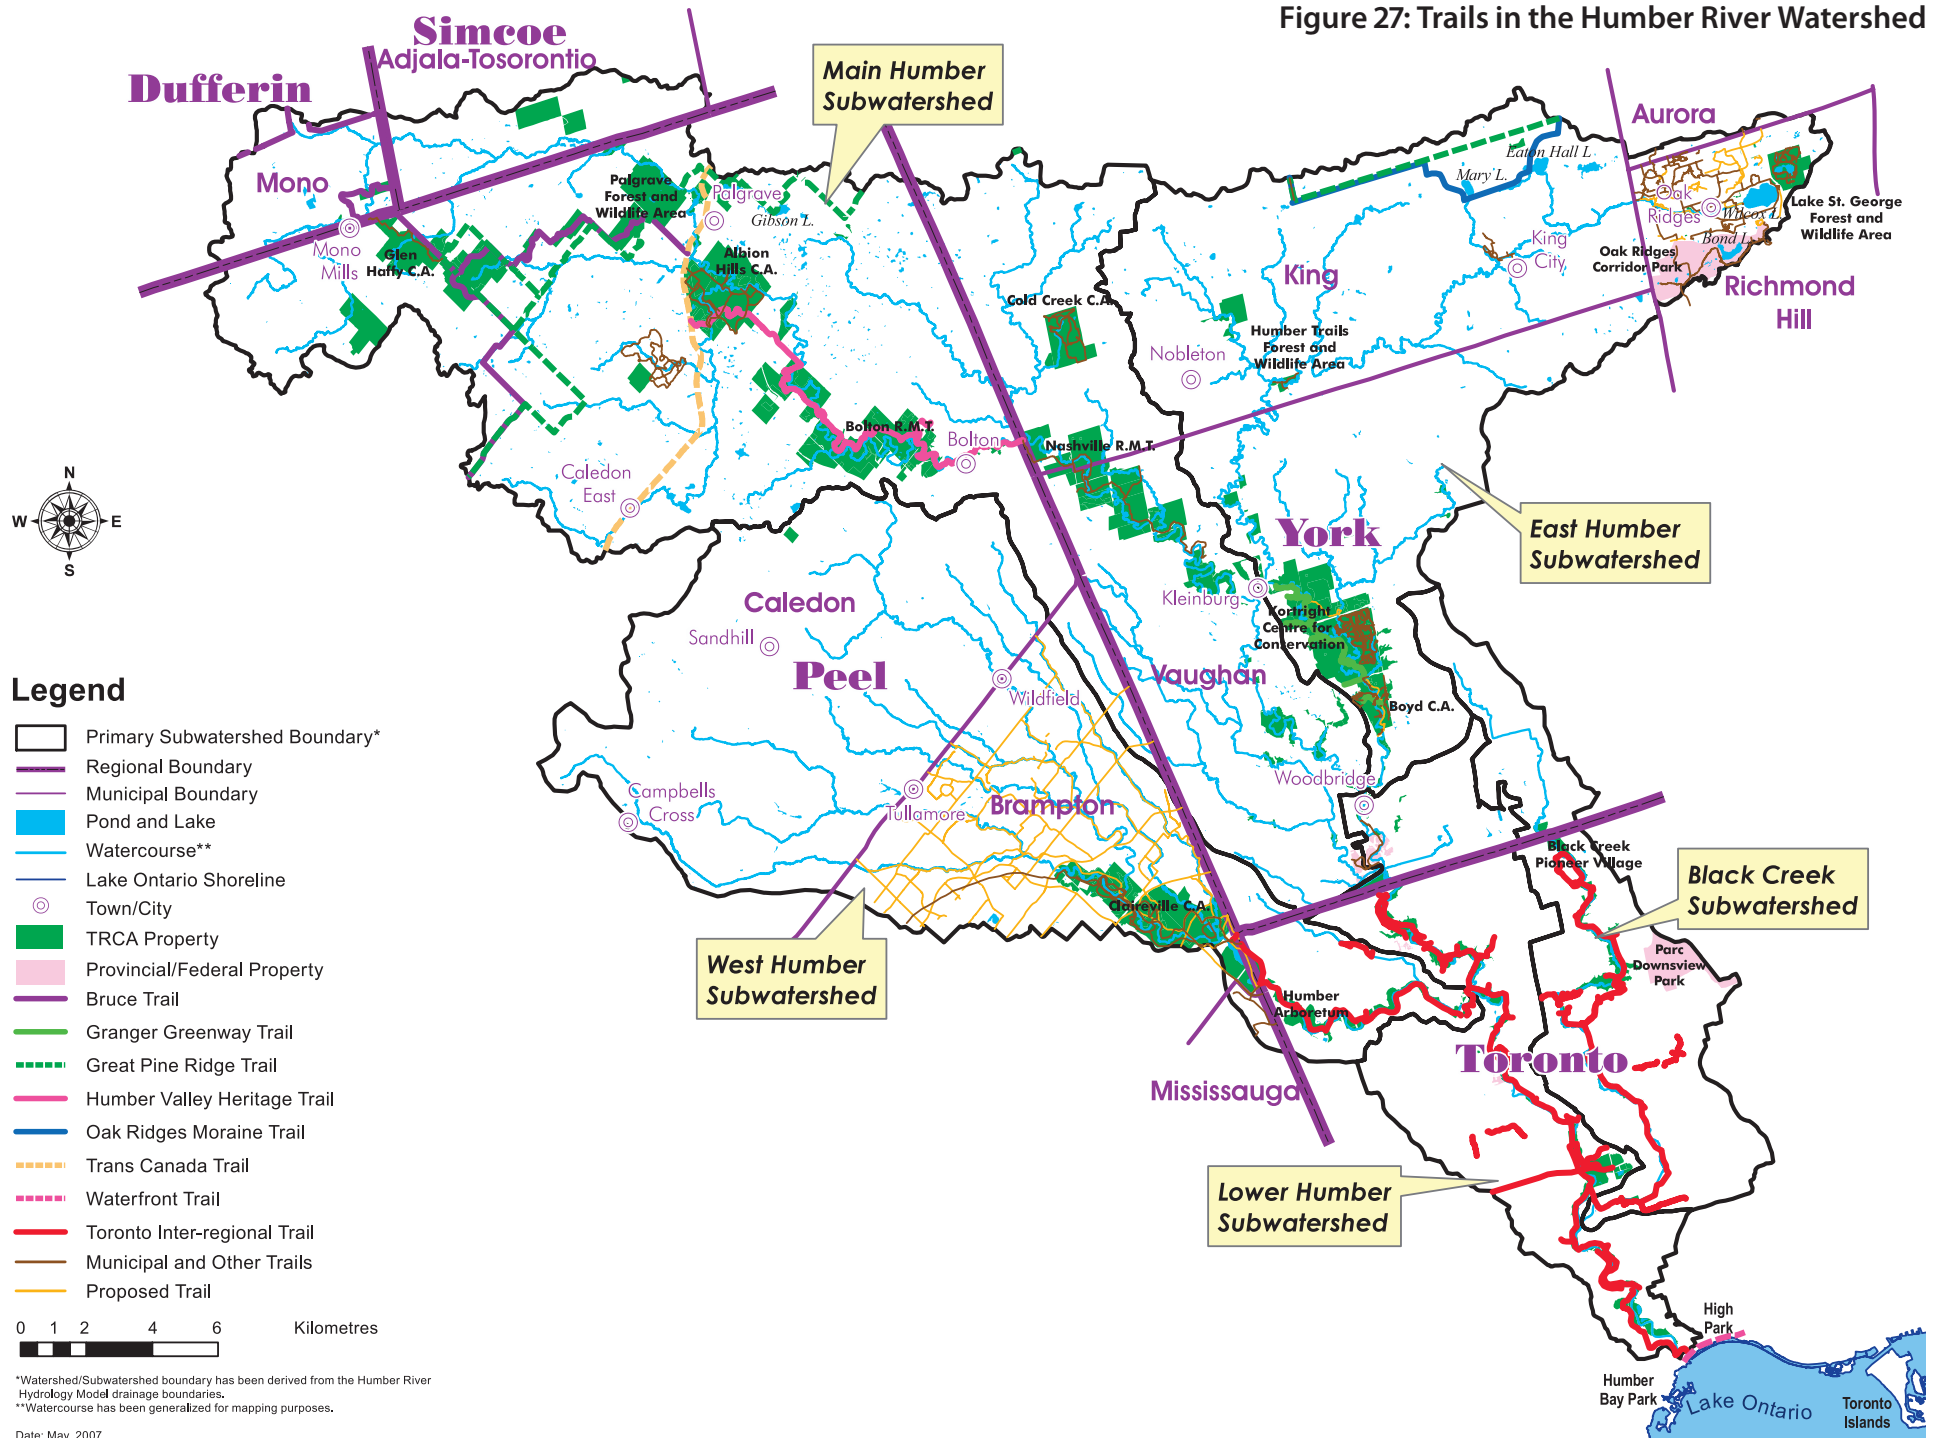 Figure 27: Trails in the Humber River Watershed
Simcoe
Adjala-Tosorontio
Dufferin
Main Humber
Subwatershed
Aurora
Mono
Palgrave
Forest and
Wildlife Area
Palgrave
Gibson L.
Eaton Hall L.
Mary L.
Oak
Ridges
Wilcox L.
Bond L.
Lake St. George
Forest and
Wildlife Area
Mono
Mills
Glen
Haffy C.A.
Albion
Hills C.A.
King
City
Oak Ridges
Corridor Park
King
Richmond
Hill
Cold Creek C.A.
Humber Trails
Forest and
Wildlife Area
Nobleton
Bolton R.M.T.
Bolton
Nashville R.M.T.
Caledon
East
N
W
E
S
York
East Humber
Subwatershed
Caledon
Sandhill
Kleinburg
Kortright
Centre for
Conservation
Peel
Vaughan
Wildfield
Boyd C.A.
Woodbridge
Campbells
Cross
Tullamore
Brampton
Black Creek
Pioneer Village
Black Creek
Subwatershed
Claireville C.A.
West Humber
Subwatershed
Parc
Downsview
Park
Humber
Arboretum
Toronto
Mississauga
Lower Humber
Subwatershed
High
Park
Humber
Bay Park
Lake Ontario
Toronto
Islands
Legend
Primary Subwatershed Boundary*
Regional Boundary
Municipal Boundary
Pond and Lake
Watercourse**
Lake Ontario Shoreline
Town/City
TRCA Property
Provincial/Federal Property
Bruce Trail
Granger Greenway Trail
Great Pine Ridge Trail
Humber Valley Heritage Trail
Oak Ridges Moraine Trail
Trans Canada Trail
Waterfront Trail
Toronto Inter-regional Trail
Municipal and Other Trails
Proposed Trail
0 1 2 4 6 Kilometres
*Watershed/Subwatershed boundary has been derived from the Humber River
Hydrology Model drainage boundaries.
**Watercourse has been generalized for mapping purposes.
Date: May, 2007